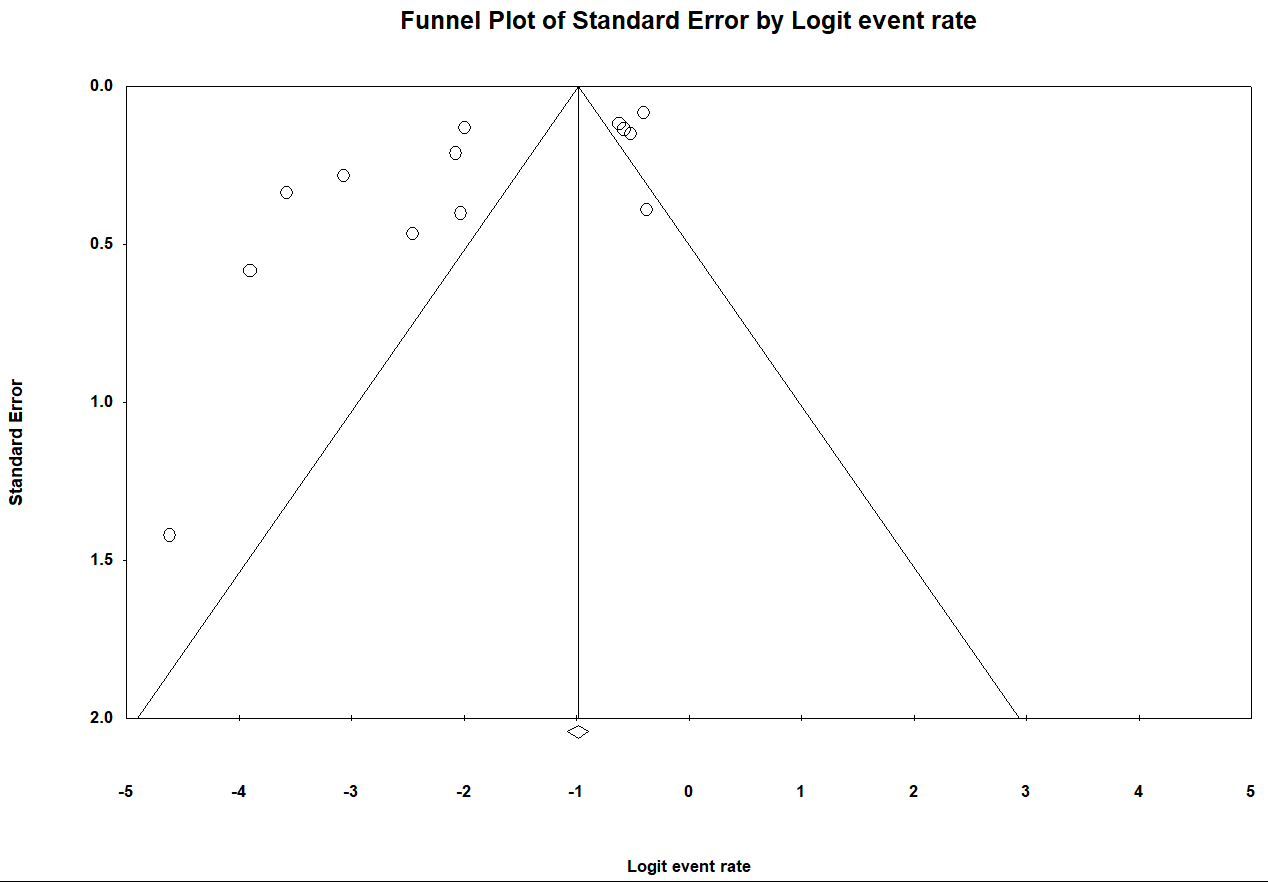 Funnel Plot of Standard Error by Logit event rate
0.0
0.5
1.0
1.5
2.0
Standard Error
-5 -4 -3 -2 -1 0 1 2 3 4 5
Logit event rate